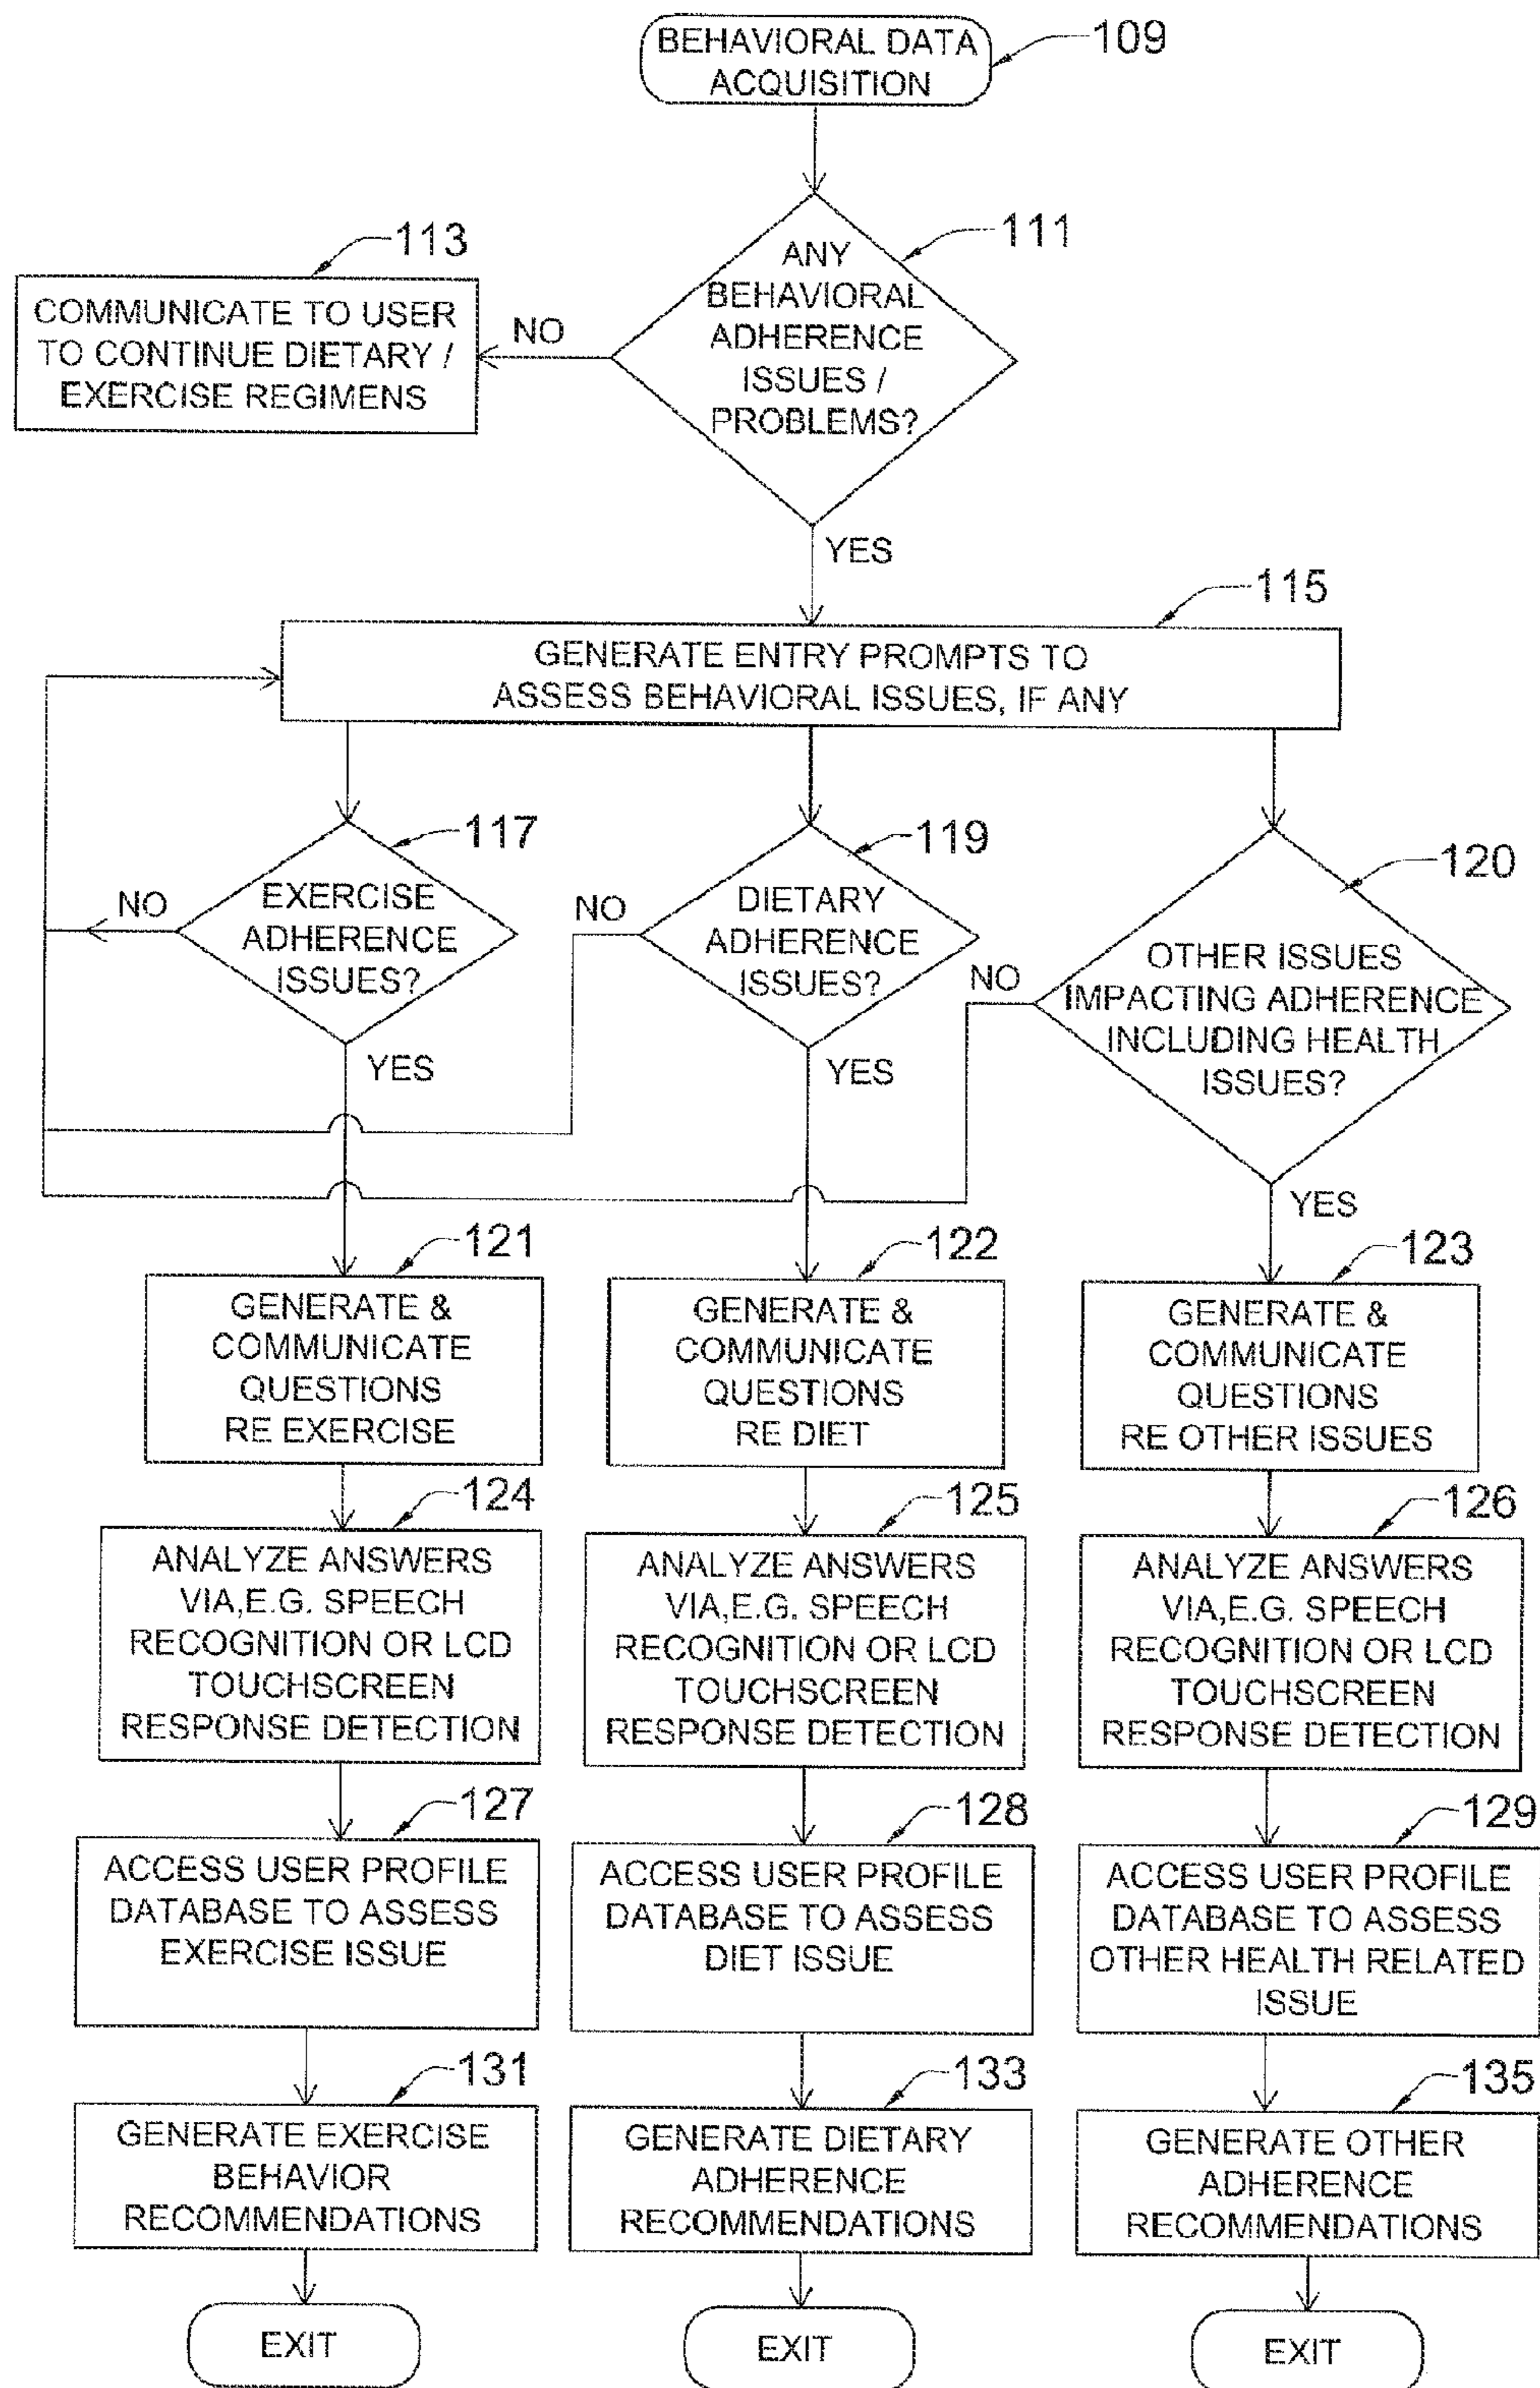 BEHAVIORAL DATA
ACQUISITION
109
111
ANY
BEHAVIORAL
ADHERENCE
ISSUES /
PROBLEMS?
113
COMMUNICATE TO USER
TO CONTINUE DIETARY /
EXERCISE REGIMENS
NO
YES
115
GENERATE ENTRY PROMPTS TO
ASSESS BEHAVIORAL ISSUES, IF ANY
117
EXERCISE
ADHERENCE
ISSUES?
NO
YES
119
DIETARY
ADHERENCE
ISSUES?
NO
YES
120
OTHER ISSUES
IMPACTING ADHERENCE
INCLUDING HEALTH
ISSUES?
NO
YES
121
GENERATE &
COMMUNICATE
QUESTIONS
RE EXERCISE
122
GENERATE &
COMMUNICATE
QUESTIONS
RE DIET
123
GENERATE &
COMMUNICATE
QUESTIONS
RE OTHER ISSUES
124
ANALYZE ANSWERS
VIA,E.G. SPEECH
RECOGNITION OR LCD
TOUCHSCREEN
RESPONSE DETECTION
125
ANALYZE ANSWERS
VIA,E.G. SPEECH
RECOGNITION OR LCD
TOUCHSCREEN
RESPONSE DETECTION
126
ANALYZE ANSWERS
VIA,E.G. SPEECH
RECOGNITION OR LCD
TOUCHSCREEN
RESPONSE DETECTION
127
ACCESS USER PROFILE
DATABASE TO ASSESS
EXERCISE ISSUE
128
ACCESS USER PROFILE
DATABASE TO ASSESS
DIET ISSUE
129
ACCESS USER PROFILE
DATABASE TO ASSESS
OTHER HEALTH RELATED
ISSUE
131
GENERATE EXERCISE
BEHAVIOR
RECOMMENDATIONS
133
GENERATE DIETARY
ADHERENCE
RECOMMENDATIONS
135
GENERATE OTHER
ADHERENCE
RECOMMENDATIONS
EXIT
EXIT
EXIT